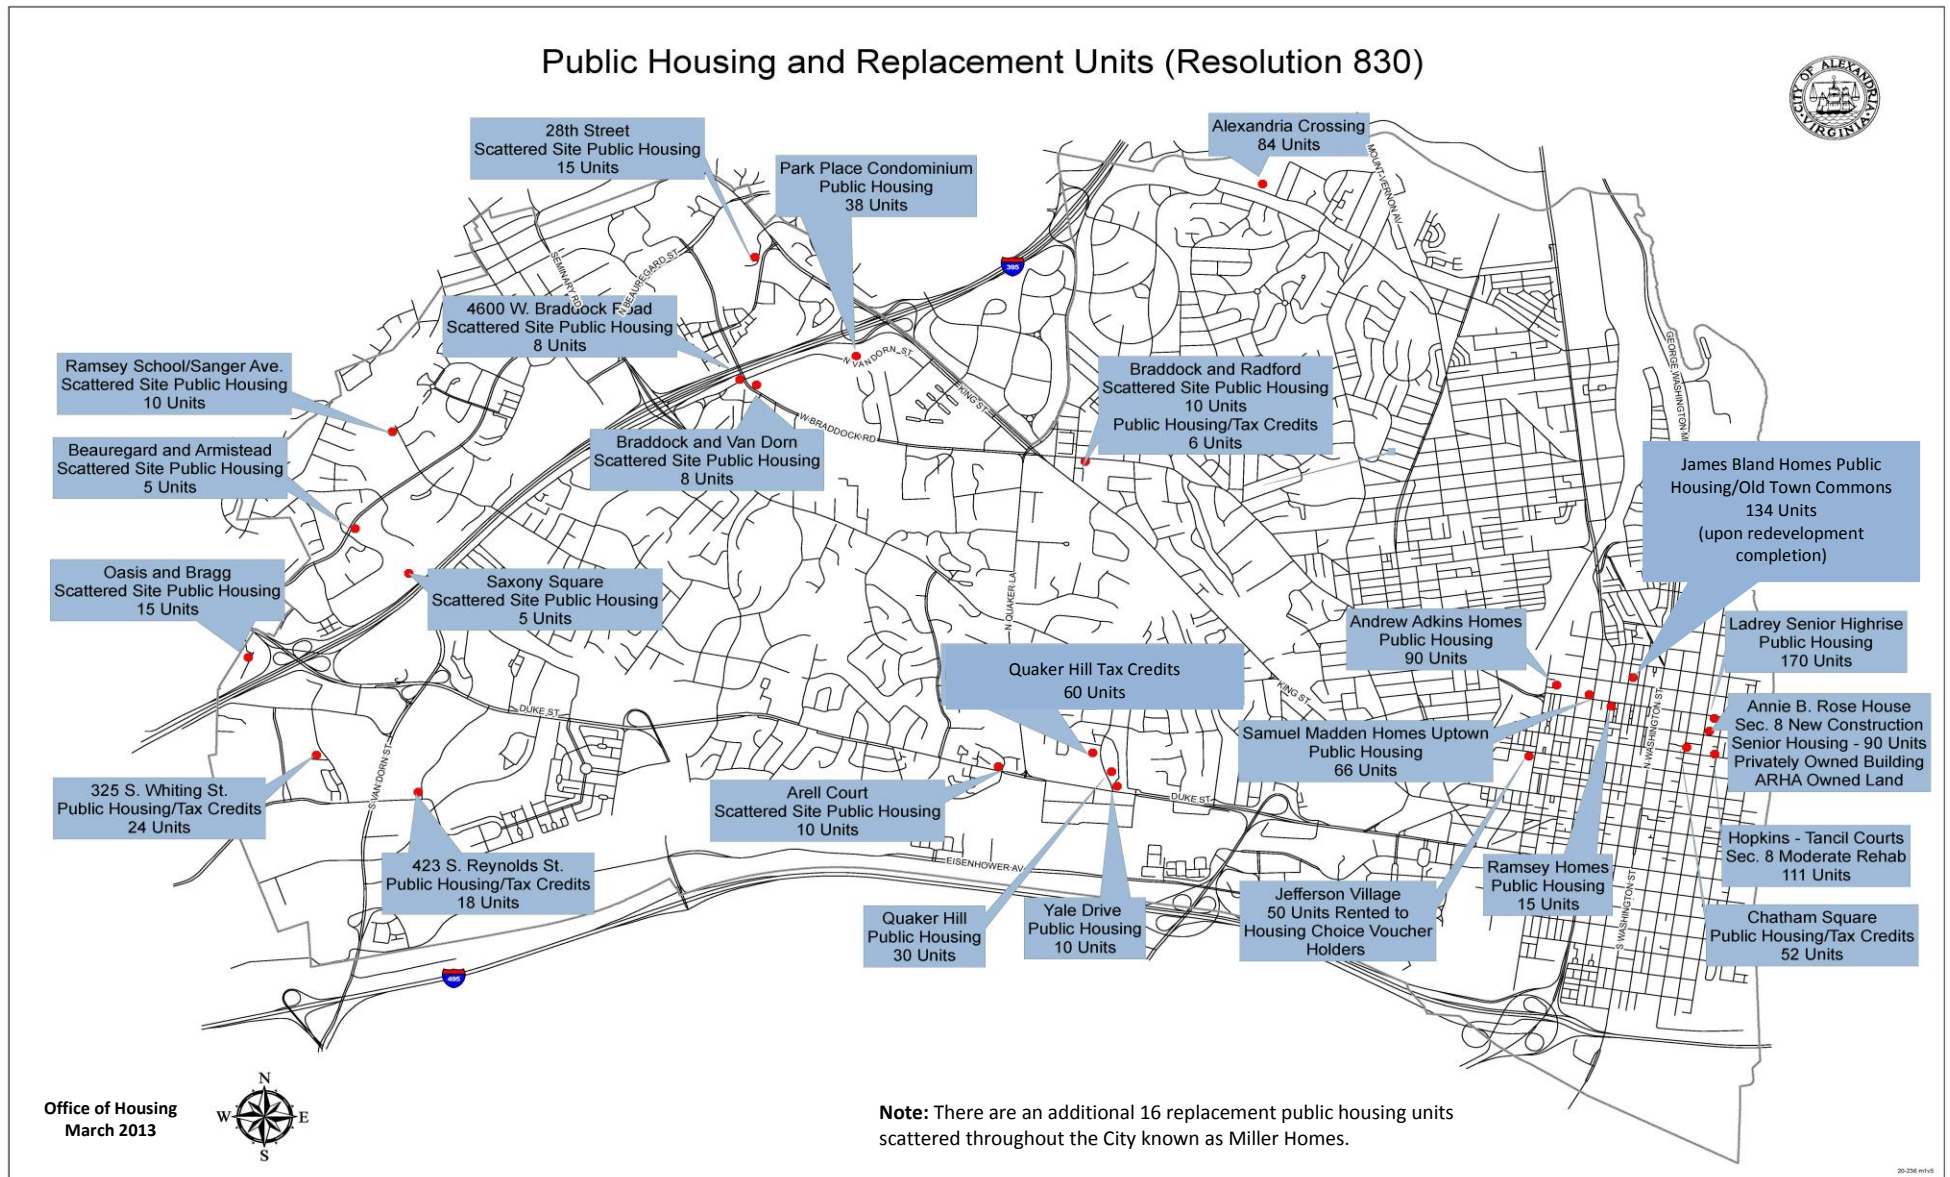 Public Housing and Replacement Units (Resolution 830)
CITY OF ALEXANDRIA
VIRGINIA
28th Street
Scattered Site Public Housing
15 Units
Park Place Condominium
Public Housing
38 Units
Alexandria Crossing
84 Units
MOUNT VERNON AV
395
SEMINARY RD
N BEAUREGARD ST
4600 W. Braddock Road
Scattered Site Public Housing
8 Units
N VAN DORN ST
KING ST
W BRADDOCK RD
GEORGE WASHINGTON M
Ramsey School/Sanger Ave.
Scattered Site Public Housing
10 Units
Braddock and Radford
Scattered Site Public Housing
10 Units
Public Housing/Tax Credits
6 Units
Beauregard and Armistead
Scattered Site Public Housing
5 Units
Braddock and Van Dorn
Scattered Site Public Housing
8 Units
James Bland Homes Public
Housing/Old Town Commons
134 Units
(upon redevelopment
completion)
Oasis and Bragg
Scattered Site Public Housing
15 Units
Saxony Square
Scattered Site Public Housing
5 Units
N QUAKER LA
Andrew Adkins Homes
Public Housing
90 Units
Ladrey Senior Highrise
Public Housing
170 Units
Quaker Hill Tax Credits
60 Units
KING ST
DUKE ST
N WASHINGTON ST
Samuel Madden Homes Uptown
Public Housing
66 Units
Annie B. Rose House
Sec. 8 New Construction
Senior Housing - 90 Units
Privately Owned Building
ARHA Owned Land
S VAN DORN ST
325 S. Whiting St.
Public Housing/Tax Credits
24 Units
Arell Court
Scattered Site Public Housing
10 Units
DUKE ST
423 S. Reynolds St.
Public Housing/Tax Credits
18 Units
EISENHOWER AV
Hopkins - Tancil Courts
Sec. 8 Moderate Rehab
111 Units
Ramsey Homes
Public Housing
15 Units
Jefferson Village
50 Units Rented to
Housing Choice Voucher
Holders
S WASHINGTON ST
Quaker Hill
Public Housing
30 Units
Yale Drive
Public Housing
10 Units
Chatham Square
Public Housing/Tax Credits
52 Units
495
N
W E
S
Office of Housing
March 2013
Note: There are an additional 16 replacement public housing units
scattered throughout the City known as Miller Homes.
20-238 m1v5